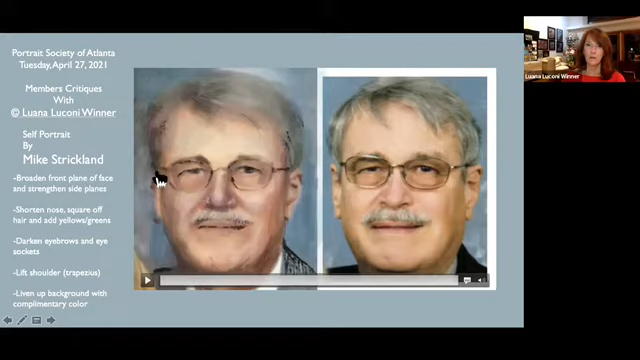 Portrait Society of Atlanta
Tuesday,April 27, 2021
Members Critiques
With
© Luana Luconi Winner
Self Portrait
By
Mike Strickland
-Broaden front plane of face
and strengthen side planes
-Shorten nose, square off
hair and add yellows/greens
-Darken eyebrows and eye
sockets
-Lift shoulder (trapezius)
-Liven up background with
complimentary color
Luana Luconi Winner